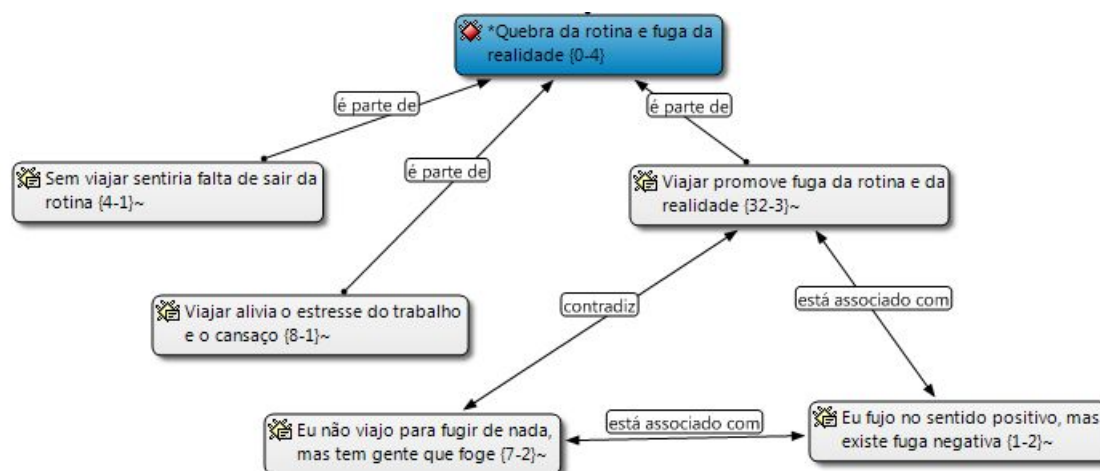 *Quebra da rotina e fuga da
realidade {0-4}
é parte de
é parte de
é parte de
Sem viajar sentiria falta de sair da
rotina {4-1}~
Viajar promove fuga da rotina e da
realidade {32-3}~
Viajar alivia o estresse do trabalho
e o cansaço {8-1}~
contradiz
está associado com
Eu não viajo para fugir de nada,
mas tem gente que foge {7-2}~
está associado com
Eu fujo no sentido positivo, mas
existe fuga negativa {1-2}~